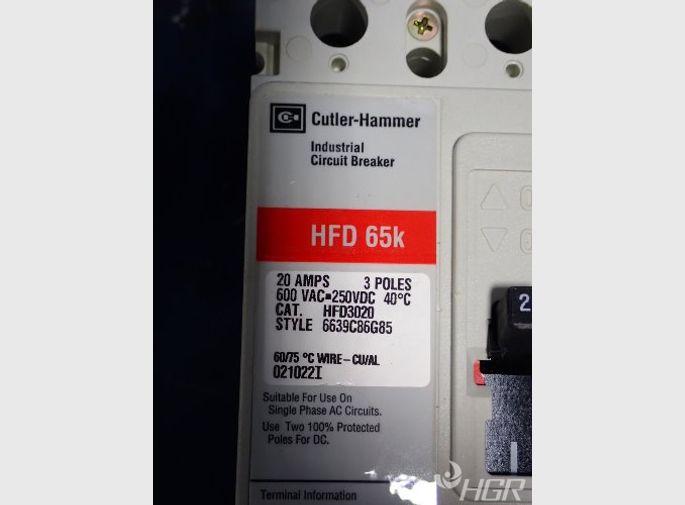 Cutler-Hammer
Industrial
Circuit Breaker
HFD 65k
20 AMPS 3 POLES
600 VAC=250VDC 40°C
CAT. HFD3020
STYLE 6639C86G85
60/75 °C WIRE-CU/AL
021022I
Suitable For Use On
Single Phase AC Circuits.
Use Two 100% Protected
Poles For DC.
Terminal Information
2
HGR